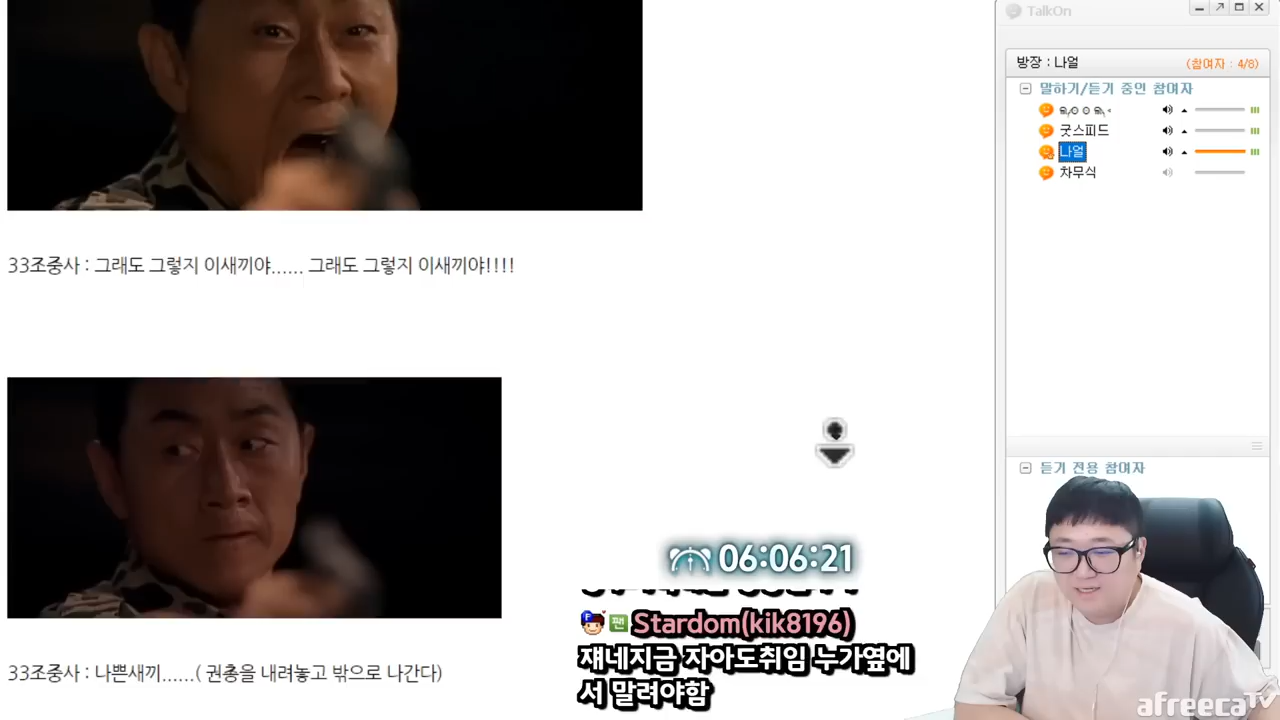 33조중사 : 그래도 그렇지 이새끼야...... 그래도 그렇지 이새끼야!!!!
33조중사 : 나쁜새끼......( 권총을 내려놓고 밖으로 나간다)
06:06:21
팬 Stardom(kik8196)
쟤네지금 자아도취임 누가옆에
서 말려야함
TalkOn
방장 : 나얼
(참여자 : 4/8)
말하기/듣기 중인 참여자
굿스피드
나얼
차무식
듣기 전용 참여자
afreecaTV